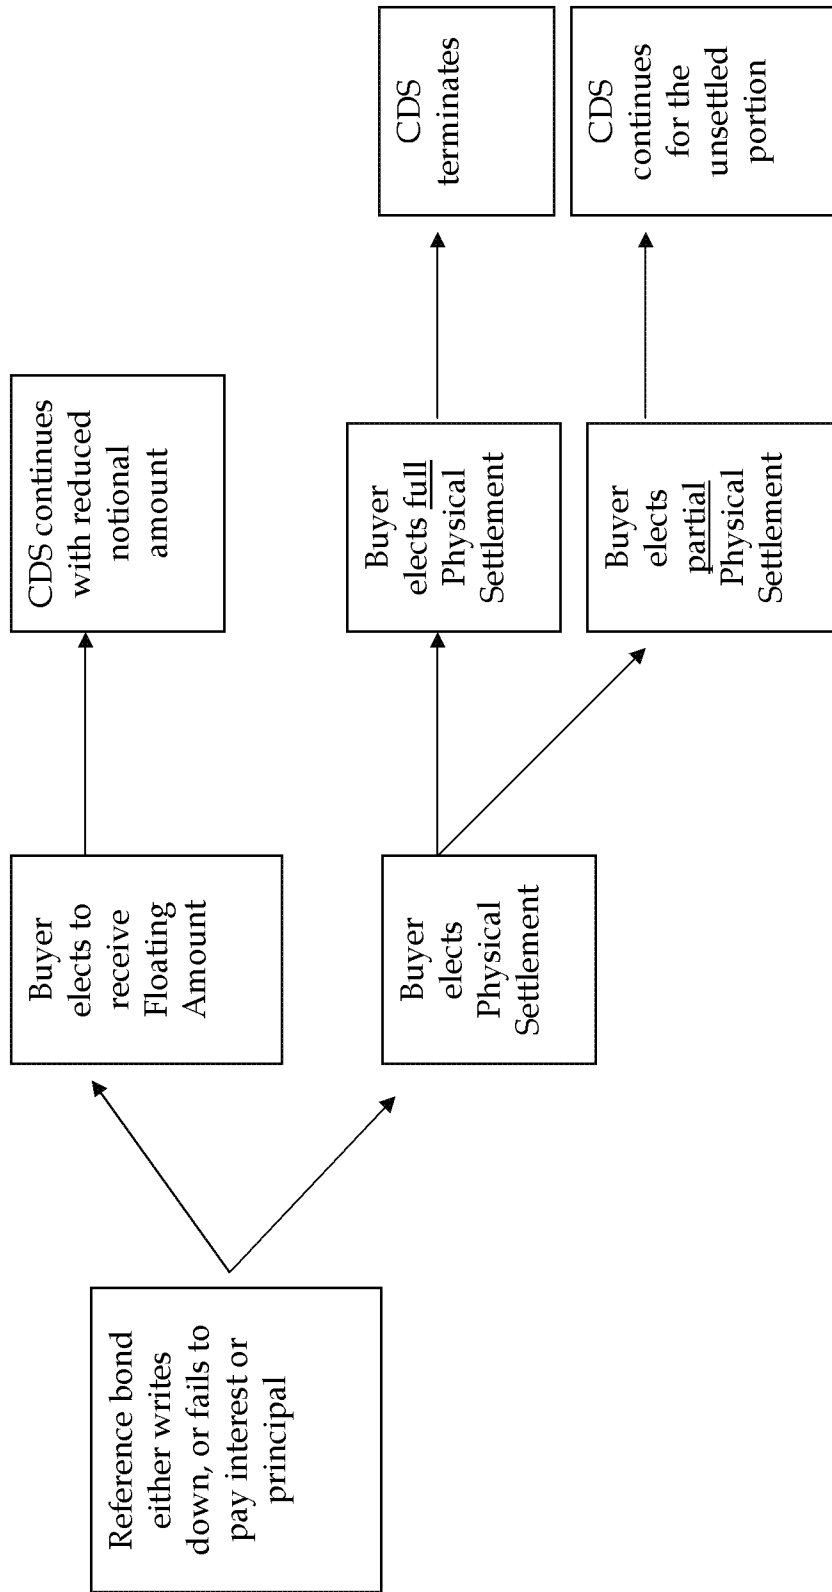 Reference bond
either writes
down, or fails to
pay interest or
principal
Buyer
elects to
receive
Floating
Amount
CDS continues
with reduced
notional
amount
Buyer
elects
Physical
Settlement
Buyer
elects full
Physical
Settlement
CDS
terminates
Buyer
elects
partial
Physical
Settlement
CDS
continues
for the
unsettled
portion